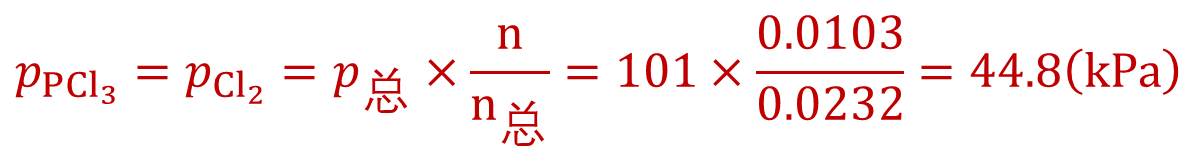 p_PCl₃ = p_Cl₂ = p_总 × n/n_总 = 101 × 0.0103/0.0232 = 44.8(kPa)